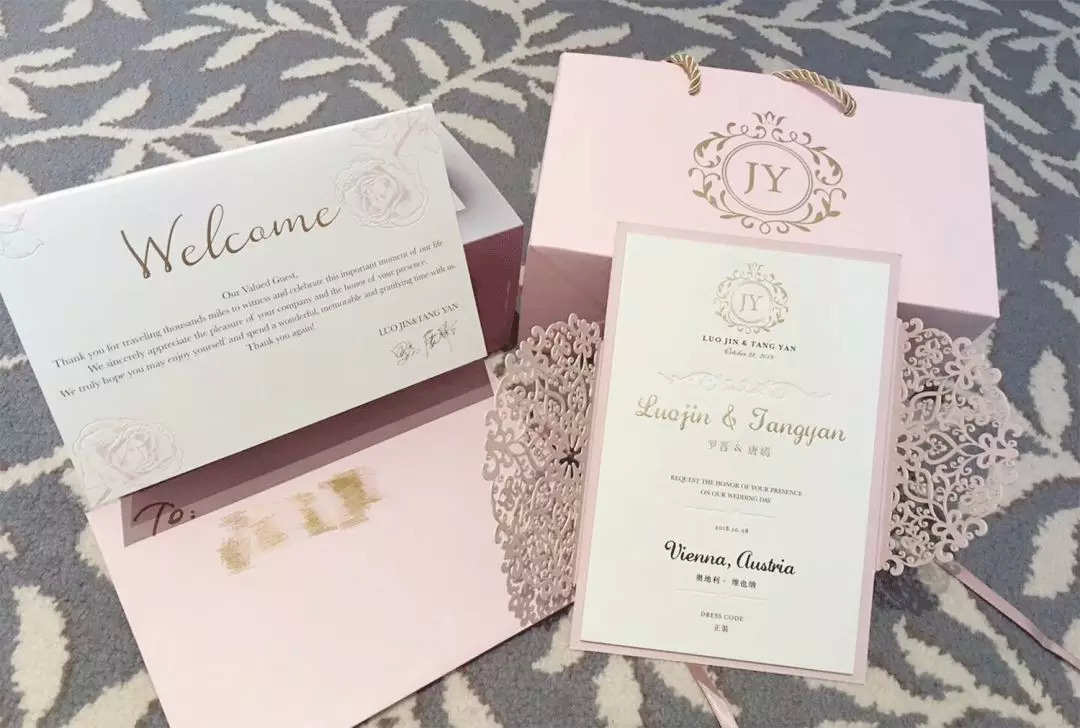 Welcome
Our Valued Guest,
Thank you for traveling thousands miles to witness and celebrate this important moment of our life.
We sincerely appreciate the pleasure of your company and the honor of your presence.
We truly hope you may enjoy yourself and spend a wonderful, memorable and gratifying time with us.
Thank you again!
LUO JIN&TANG YAN
To:
JY
JY
LUO JIN & TANG YAN
October 28, 2018
Luojin & Tangyan
罗晋 & 唐嫣
REQUEST THE HONOR OF YOUR PRESENCE
ON OUR WEDDING DAY
2018.10.28
Vienna, Austria
奥地利 · 维也纳
DRESS CODE
正装